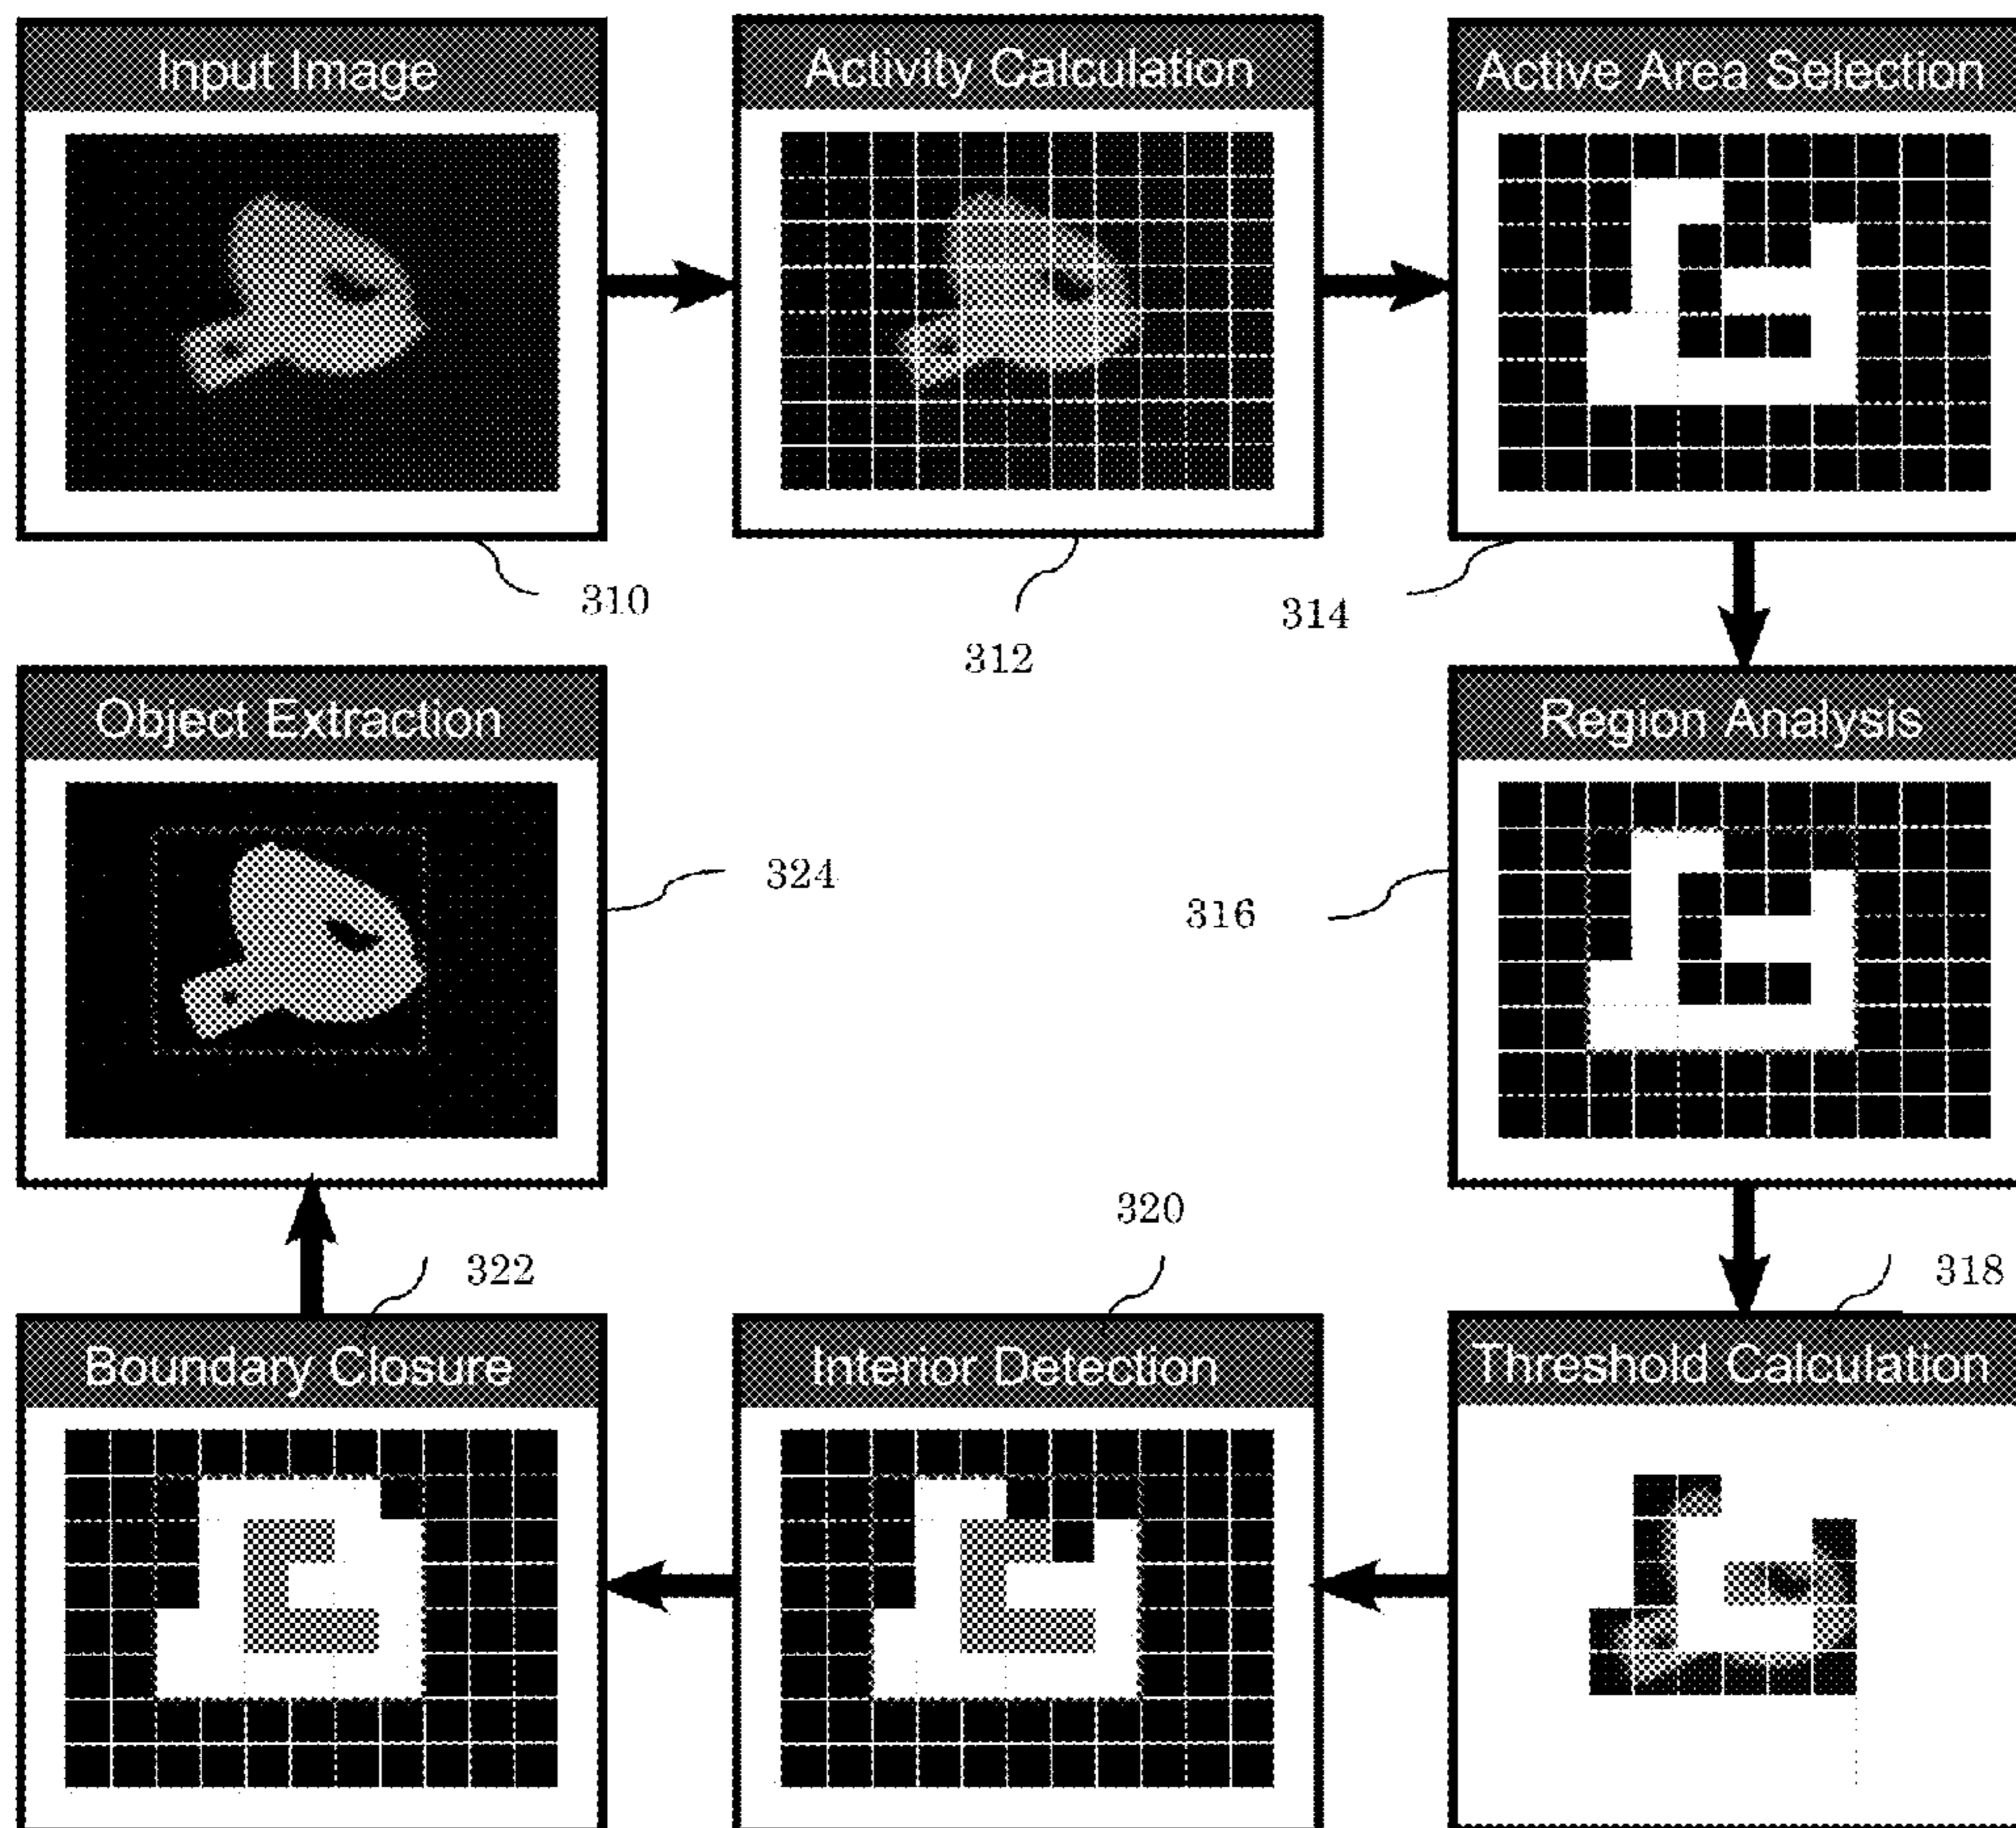 Input Image
Activity Calculation
Active Area Selection
310
312
314
Object Extraction
Region Analysis
324
316
320
322
318
Boundary Closure
Interior Detection
Threshold Calculation